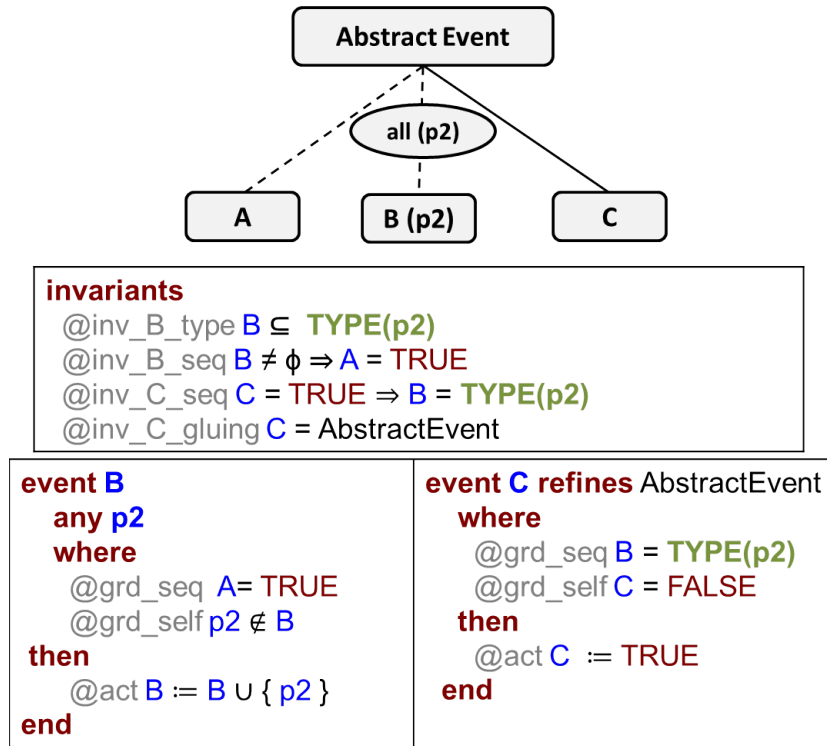 Abstract Event
all (p2)
A
B (p2)
C
invariants
@inv_B_type B ⊆ TYPE(p2)
@inv_B_seq B ≠ ϕ ⇒ A = TRUE
@inv_C_seq C = TRUE ⇒ B = TYPE(p2)
@inv_C_gluing C = AbstractEvent
event B
any p2
where
@grd_seq A= TRUE
@grd_self p2 ∉ B
then
@act B := B ∪ { p2 }
end
event C refines AbstractEvent
where
@grd_seq B = TYPE(p2)
@grd_self C = FALSE
then
@act C := TRUE
end